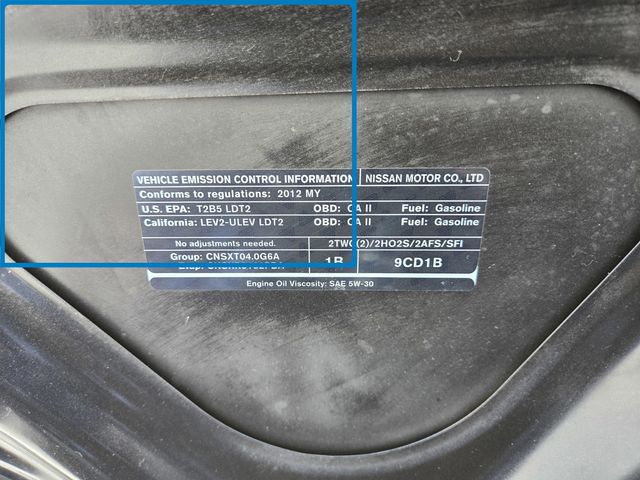 VEHICLE EMISSION CONTROL INFORMATION NISSAN MOTOR CO., LTD
Conforms to regulations: 2012 MY
U.S. EPA: T2B5 LDT2 OBD: CA II Fuel: Gasoline
California: LEV2-ULEV LDT2 OBD: CA II Fuel: Gasoline
No adjustments needed. 2TWC(2)/2HO2S/2AFS/SFI
Group: CNSXT04.0G6A 1B 9CD1B
Engine Oil Viscosity: SAE 5W-30